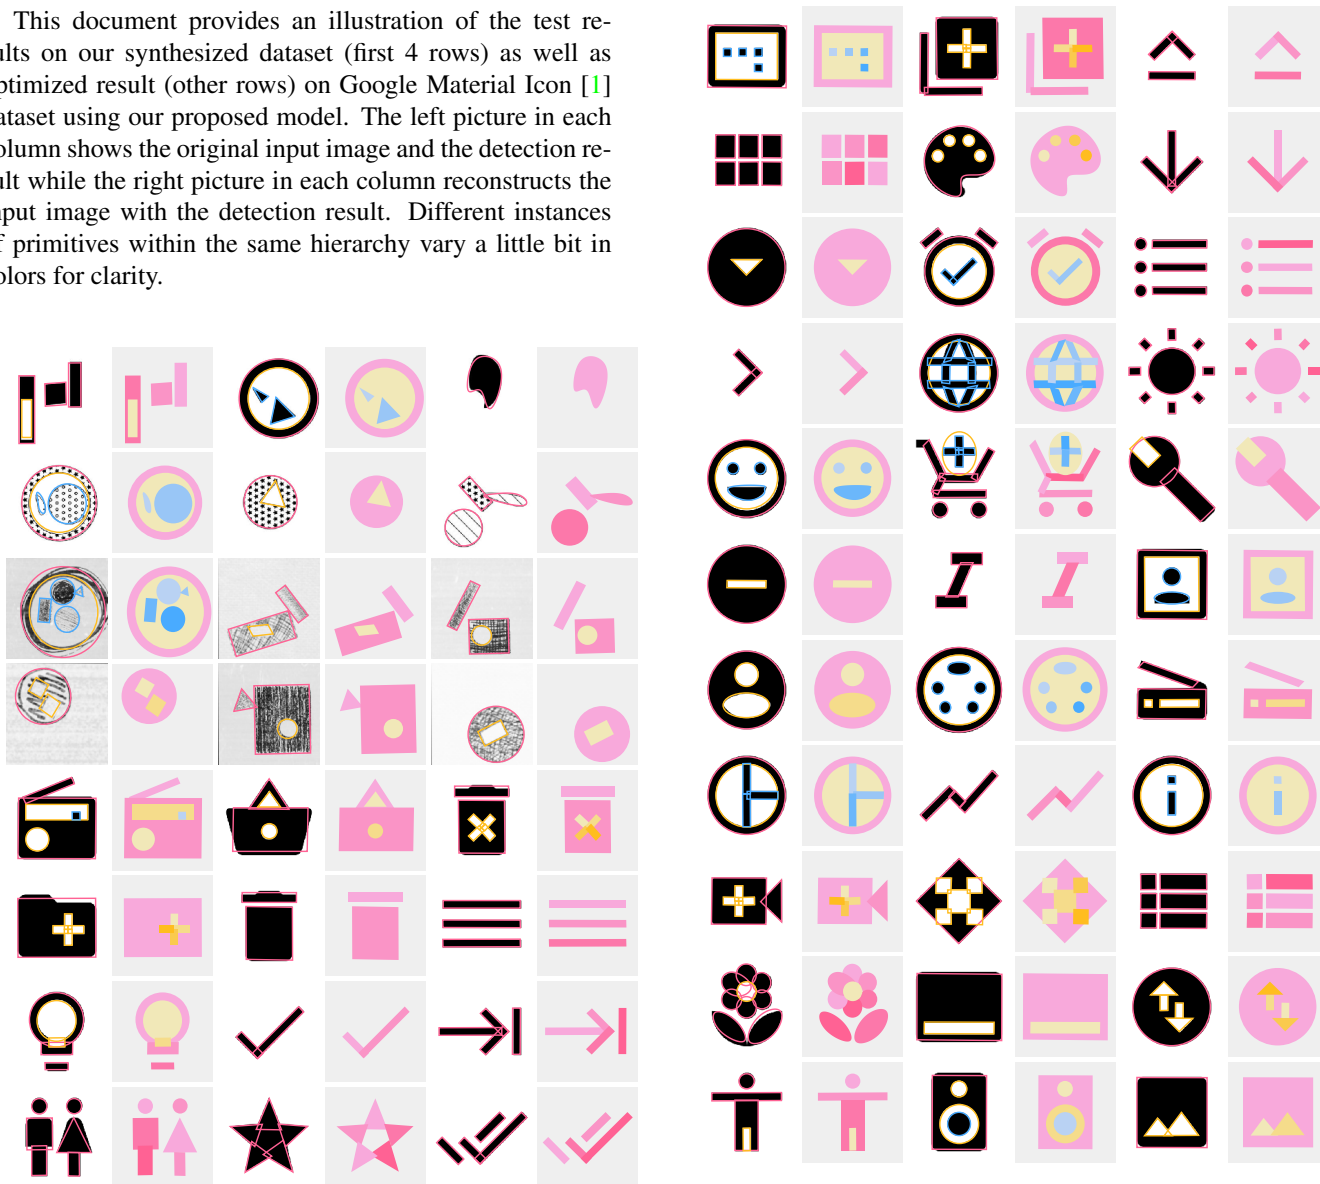 This document provides an illustration of the test re-
ults on our synthesized dataset (first 4 rows) as well as
ptimized result (other rows) on Google Material Icon [1]
ataset using our proposed model. The left picture in each
olumn shows the original input image and the detection re-
ult while the right picture in each column reconstructs the
nput image with the detection result. Different instances
f primitives within the same hierarchy vary a little bit in
olors for clarity.